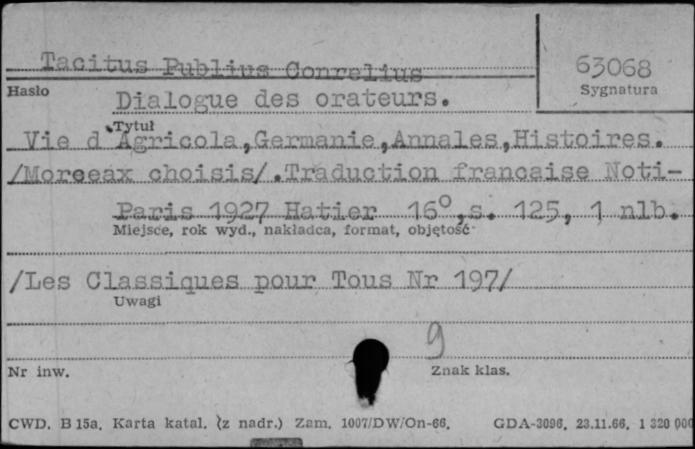 Tacitus Publius Conrelius
63068
Hasło
Sygnatura
Dialogue des orateurs.
Tytuł
Vie d'Agricola,Germanie,Annales,Histoires.
/Morceax choisis/.Traduction francaise Noti-
Paris 1927 Hatier 16°,s. 125, 1 nlb.
Miejsce, rok wyd., nakładca, format, objętość
/Les Classiques pour Tous Nr 197/
Uwagi
9
Nr inw.
Znak klas.
CWD. B 15a. Karta katal. (z nadr.) Zam. 1007/DW/On-66. GDA-3096. 23.11.66. 1 320 000